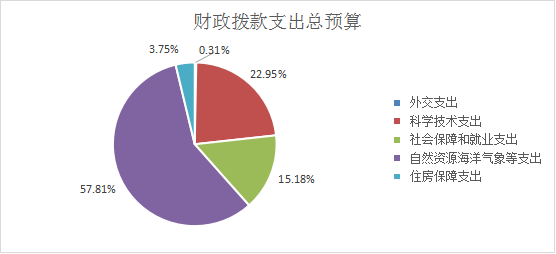 财政拨款支出总预算
3.75%
0.31%
22.95%
15.18%
57.81%
外交支出
科学技术支出
社会保障和就业支出
自然资源海洋气象等支出
住房保障支出